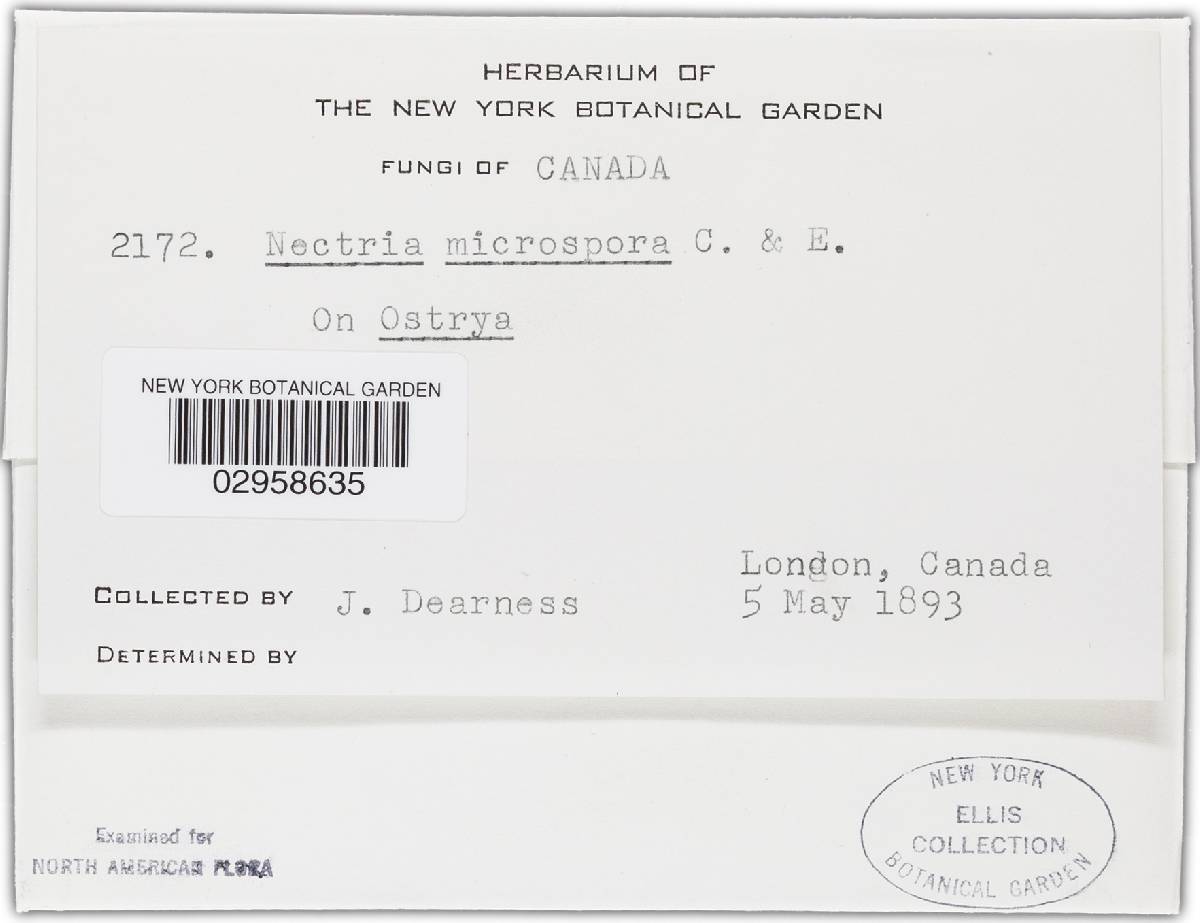 HERBARIUM OF
THE NEW YORK BOTANICAL GARDEN
FUNGI OF CANADA
2172. Nectria microspora C. & E.
On Ostrya
NEW YORK BOTANICAL GARDEN
02958635
London, Canada
COLLECTED BY J. Dearness 5 May 1893
DETERMINED BY
NEW YORK
ELLIS
COLLECTION
BOTANICAL GARDEN
Examined for
NORTH AMERICAN FLORA